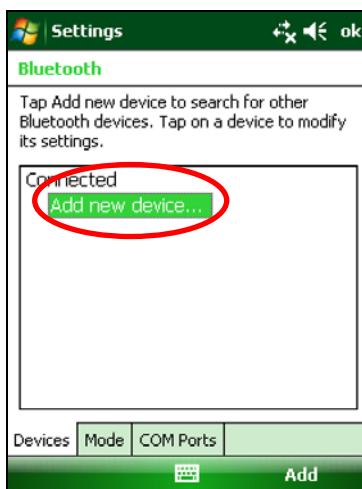 Settings
ok
Bluetooth
Tap Add new device to search for other
Bluetooth devices. Tap on a device to modify
its settings.
Connected
Add new device...
Devices Mode COM Ports
Add